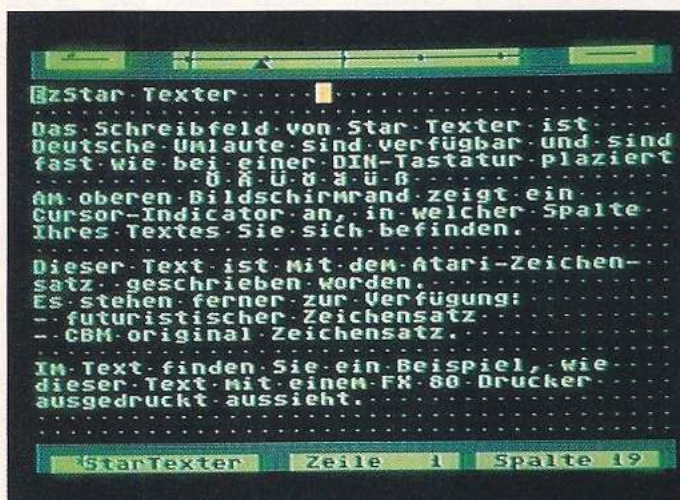 EzStar Texter
Das Schreibfeld von Star Texter ist
Deutsche Umlaute sind verfügbar und sind
fast wie bei einer DIN-Tastatur plaziert
Ö Ä Ü ö ä ü ß
Am oberen Bildschirmrand zeigt ein
Cursor-Indicator an, in welcher Spalte
Ihres Textes Sie sich befinden.
Dieser Text ist mit dem Atari-Zeichen-
satz geschrieben worden.
Es stehen ferner zur Verfügung:
- futuristischer Zeichensatz
- CBM original Zeichensatz.
Im Text finden Sie ein Beispiel, wie
dieser Text mit einem FX 80 Drucker
ausgedruckt aussieht.
*StarTexter Zeile 1 Spalte 19